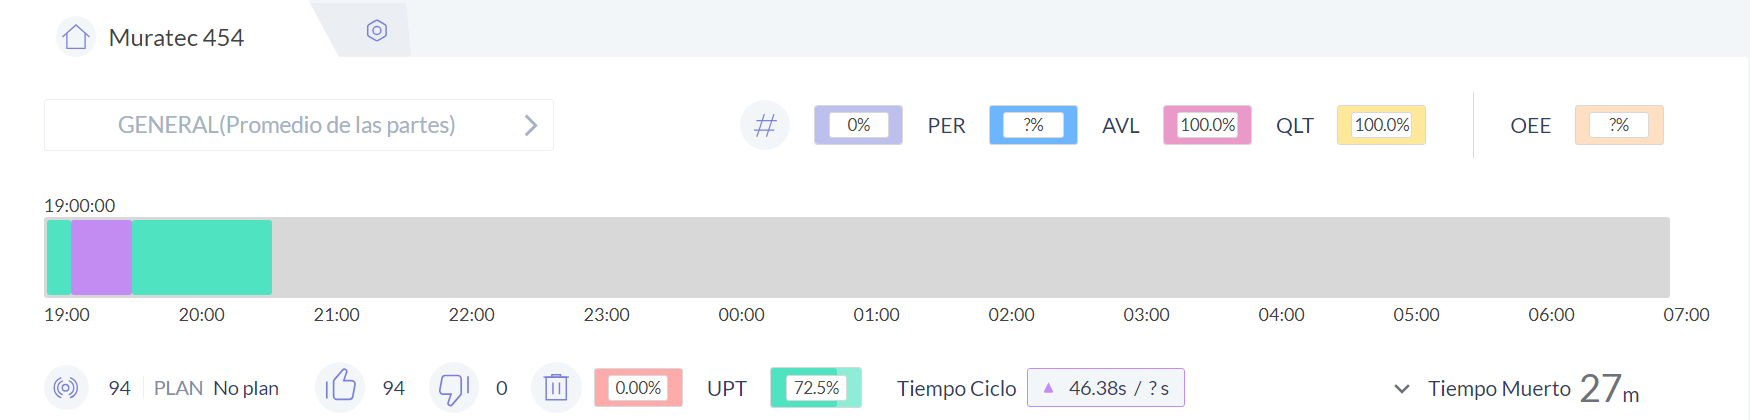 Muratec 454
GENERAL(Promedio de las partes)
# 0% PER ?% AVL 100.0% QLT 100.0% OEE ?%
19:00:00
19:00 20:00 21:00 22:00 23:00 00:00 01:00 02:00 03:00 04:00 05:00 06:00 07:00
94 PLAN No plan 94 0 0.00% UPT 72.5% Tiempo Ciclo 46.38s / ? s Tiempo Muerto 27m